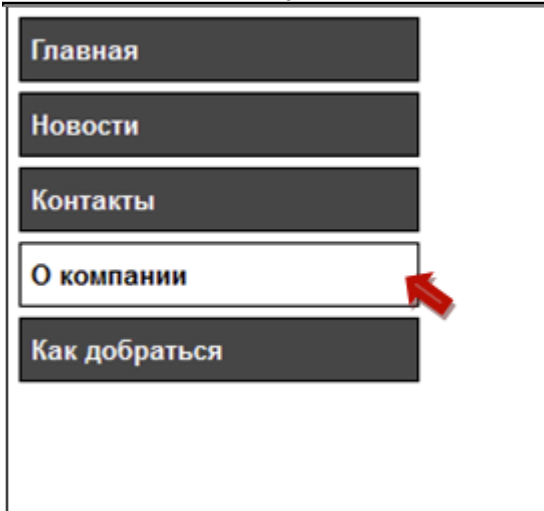 Главная
Новости
Контакты
О компании
Как добраться